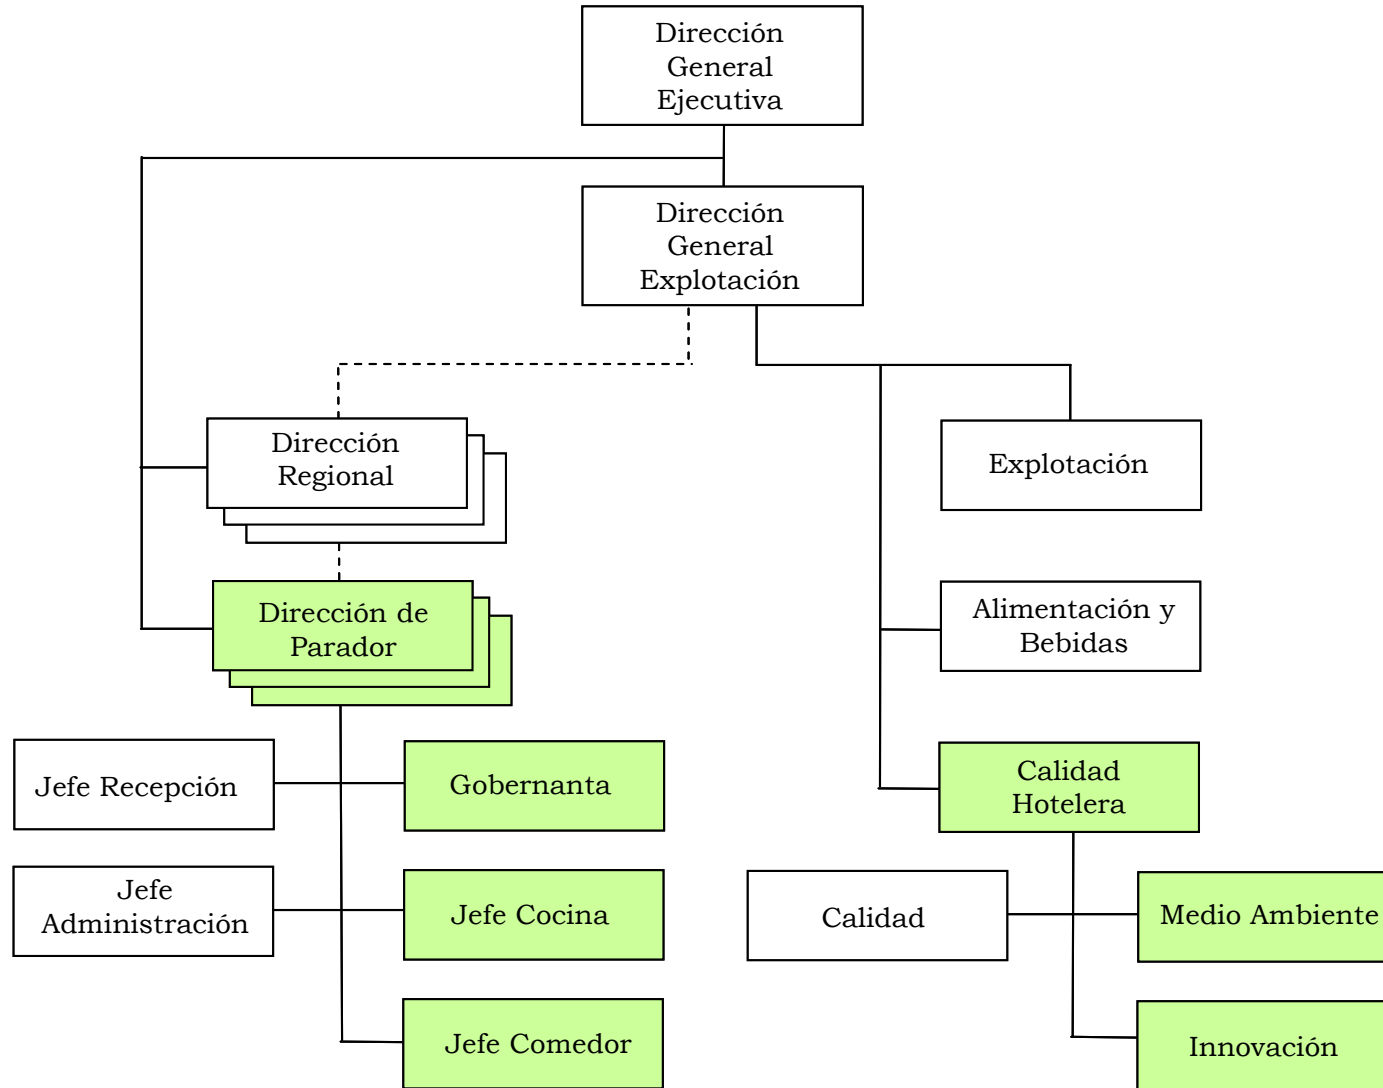 Dirección
General
Ejecutiva
Dirección
General
Explotación
Dirección
Regional
Explotación
Dirección de
Parador
Alimentación y
Bebidas
Jefe Recepción
Gobernanta
Calidad
Hotelera
Jefe
Administración
Jefe Cocina
Calidad
Medio Ambiente
Jefe Comedor
Innovación